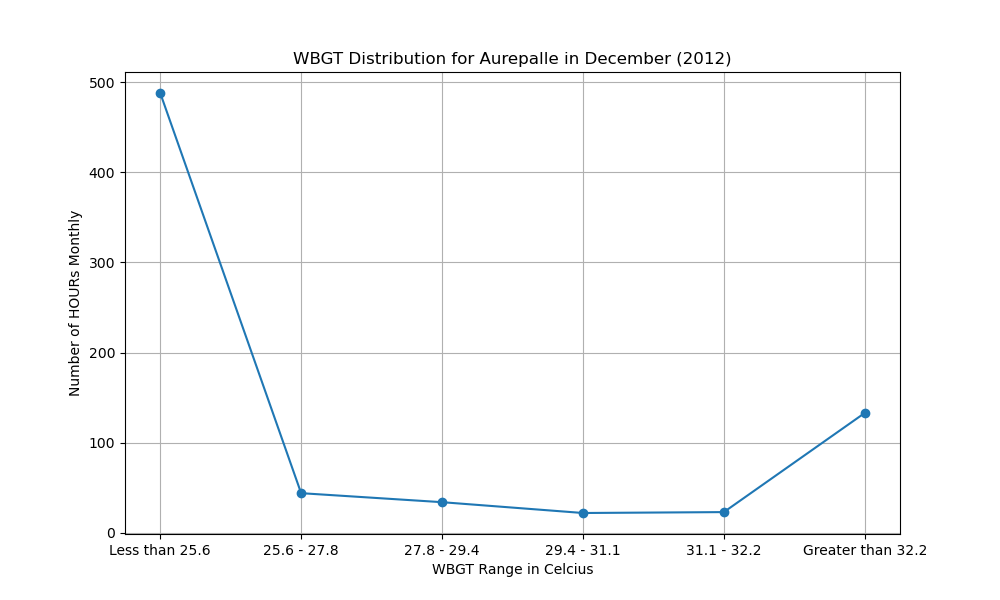 WBGT Distribution for Aurepalle in December (2012)
Number of HOURs Monthly
500
400
300
200
100
0
Less than 25.6
25.6 - 27.8
27.8 - 29.4
29.4 - 31.1
31.1 - 32.2
Greater than 32.2
WBGT Range in Celcius